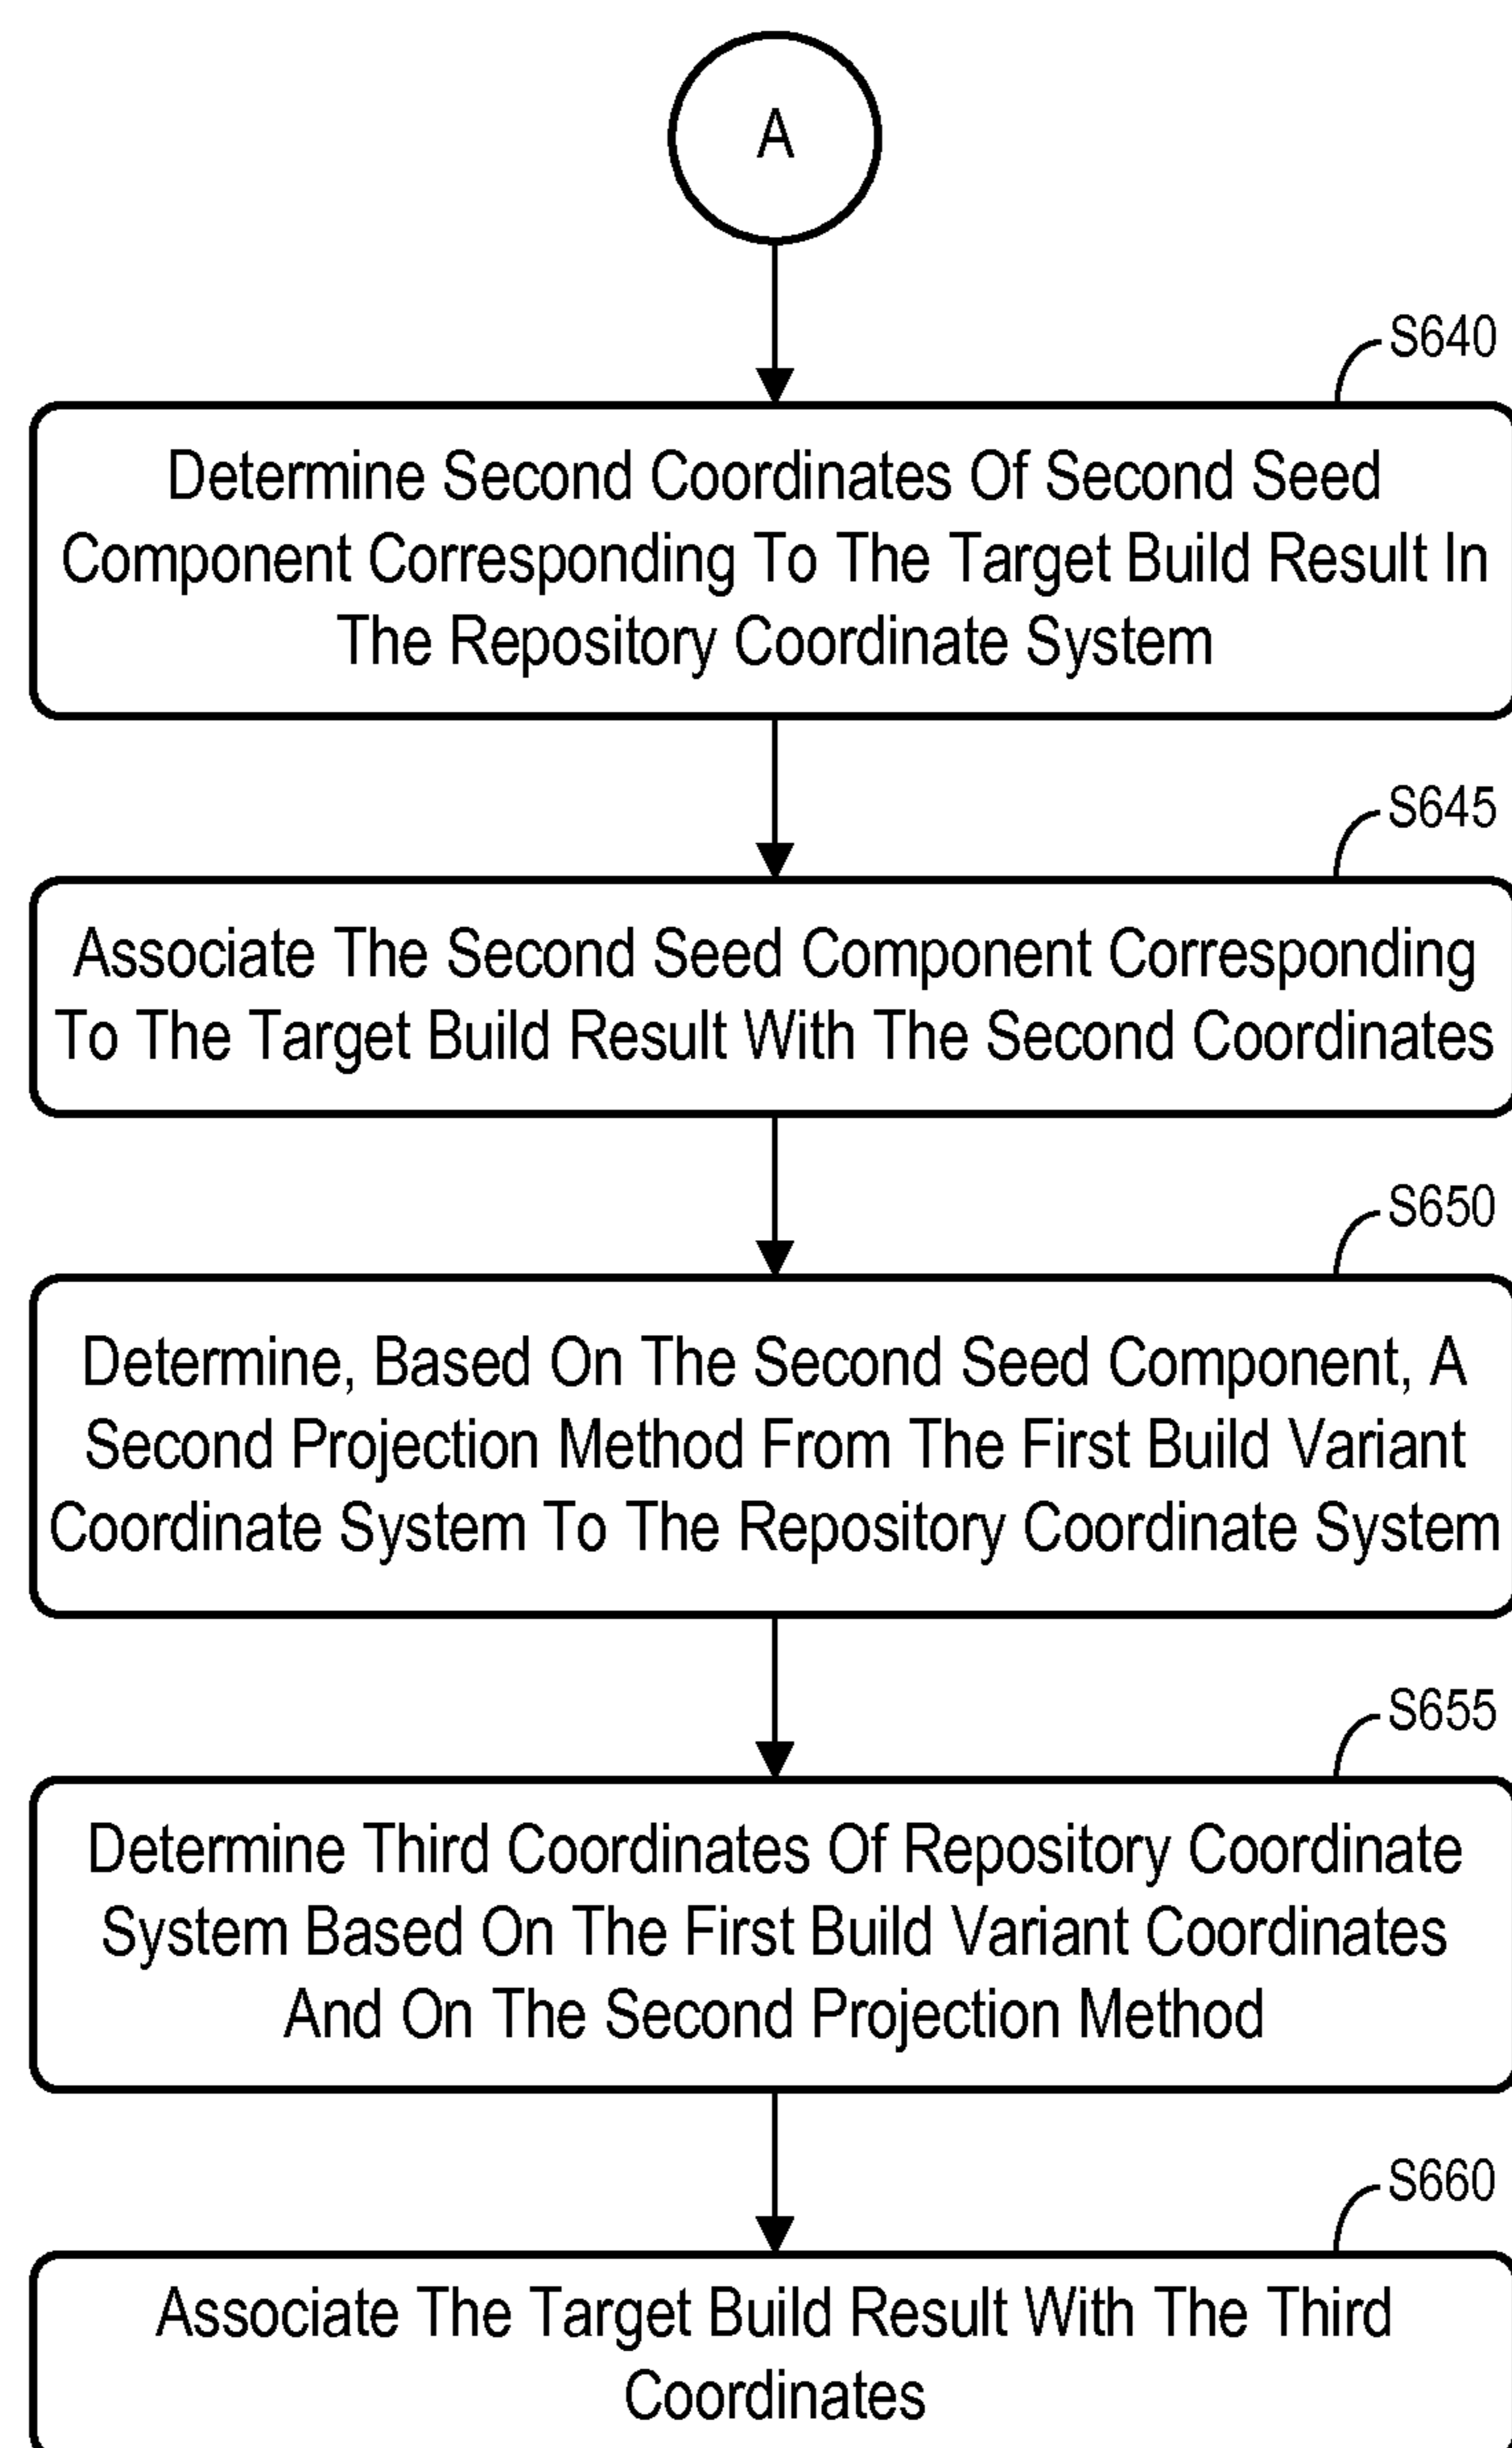 A
S640
Determine Second Coordinates Of Second Seed
Component Corresponding To The Target Build Result In
The Repository Coordinate System
S645
Associate The Second Seed Component Corresponding
To The Target Build Result With The Second Coordinates
S650
Determine, Based On The Second Seed Component, A
Second Projection Method From The First Build Variant
Coordinate System To The Repository Coordinate System
S655
Determine Third Coordinates Of Repository Coordinate
System Based On The First Build Variant Coordinates
And On The Second Projection Method
S660
Associate The Target Build Result With The Third
Coordinates